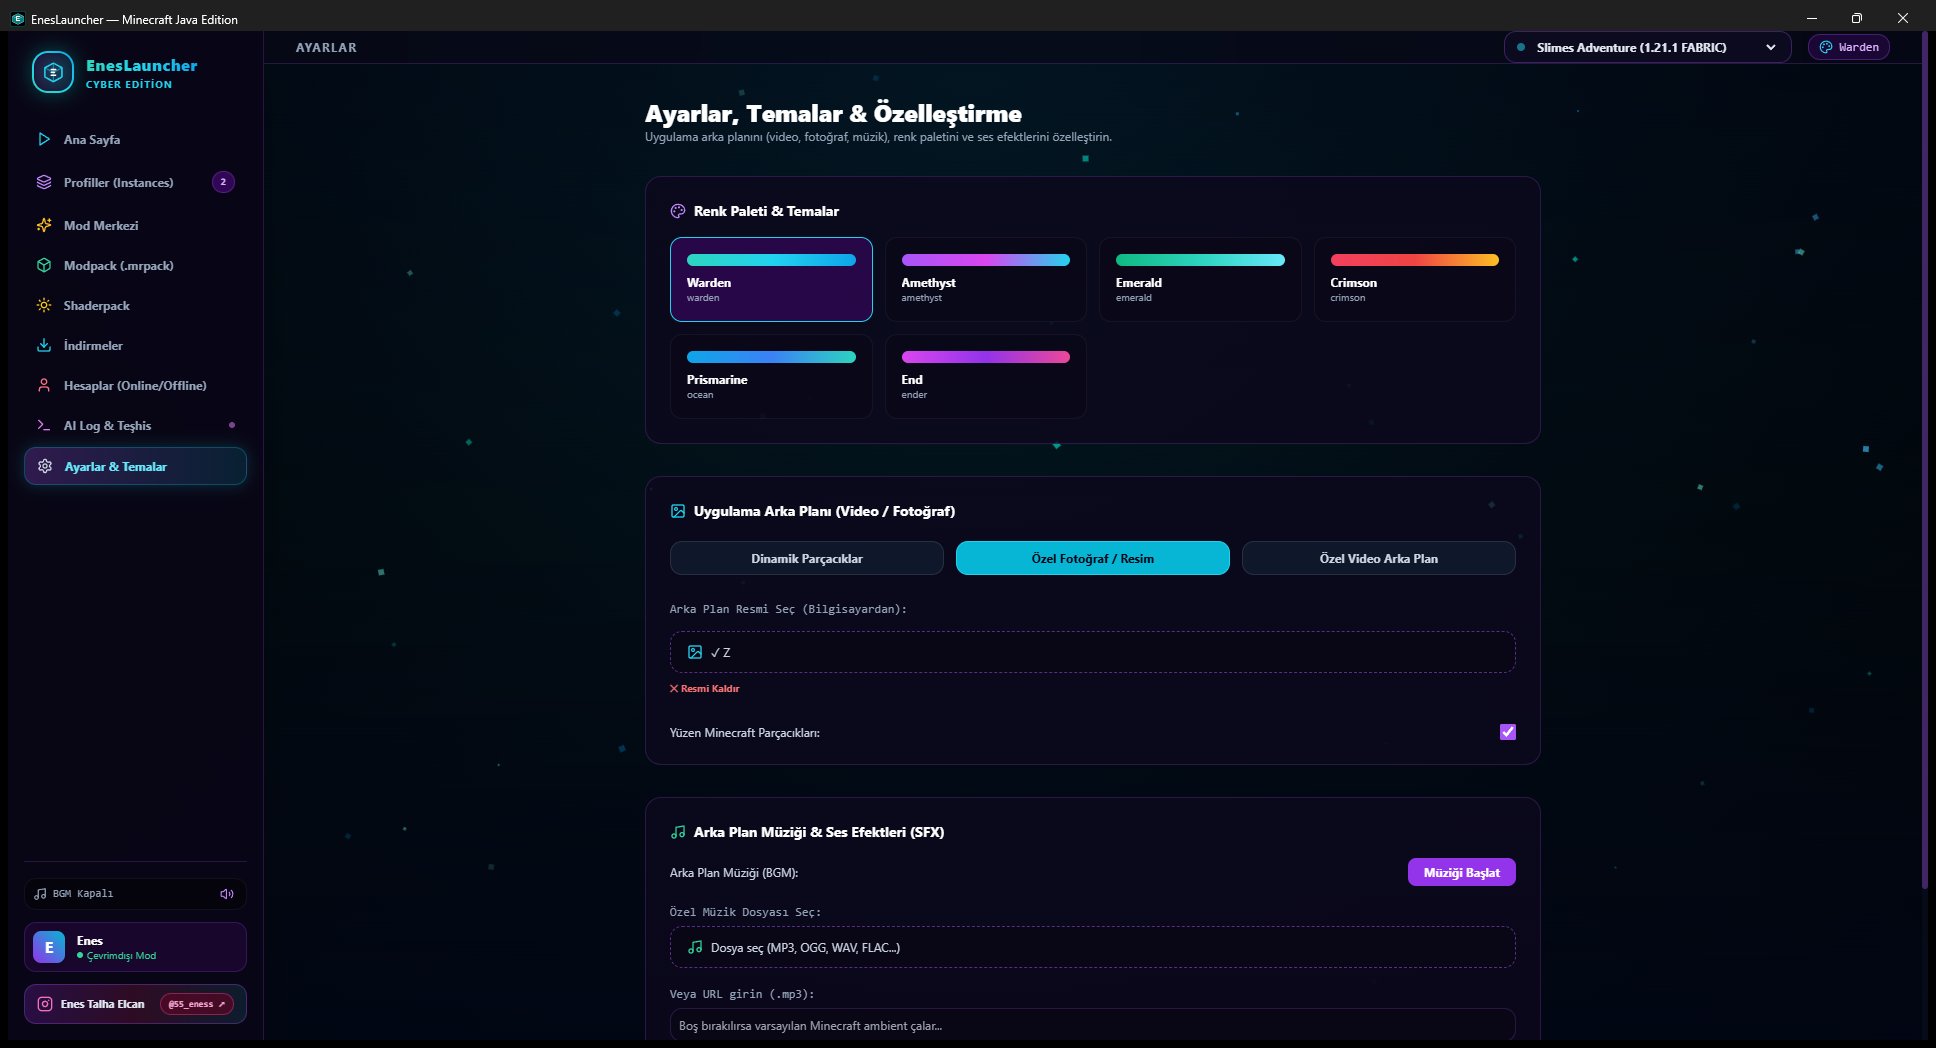 EnesLauncher — Minecraft Java Edition
EnesLauncher
CYBER EDİTİON
Ana Sayfa
Profiller (Instances)
2
Mod Merkezi
Modpack (.mrpack)
Shaderpack
İndirmeler
Hesaplar (Online/Offline)
AI Log & Teşhis
Ayarlar & Temalar
BGM Kapalı
E
Enes
Çevrimdışı Mod
Enes Talha Elcan
@55_eness ↗
AYARLAR
Slimes Adventure (1.21.1 FABRIC)
Warden
Ayarlar, Temalar & Özelleştirme
Uygulama arka planını (video, fotoğraf, müzik), renk paletini ve ses efektlerini özelleştirin.
Renk Paleti & Temalar
Warden
warden
Amethyst
amethyst
Emerald
emerald
Crimson
crimson
Prismarine
ocean
End
ender
Uygulama Arka Planı (Video / Fotoğraf)
Dinamik Parçacıklar
Özel Fotoğraf / Resim
Özel Video Arka Plan
Arka Plan Resmi Seç (Bilgisayardan):
✓ Z
✕ Resmi Kaldır
Yüzen Minecraft Parçacıkları:
Arka Plan Müziği & Ses Efektleri (SFX)
Arka Plan Müziği (BGM):
Müziği Başlat
Özel Müzik Dosyası Seç:
Dosya seç (MP3, OGG, WAV, FLAC...)
Veya URL girin (.mp3):
Boş bırakılırsa varsayılan Minecraft ambient çalar...